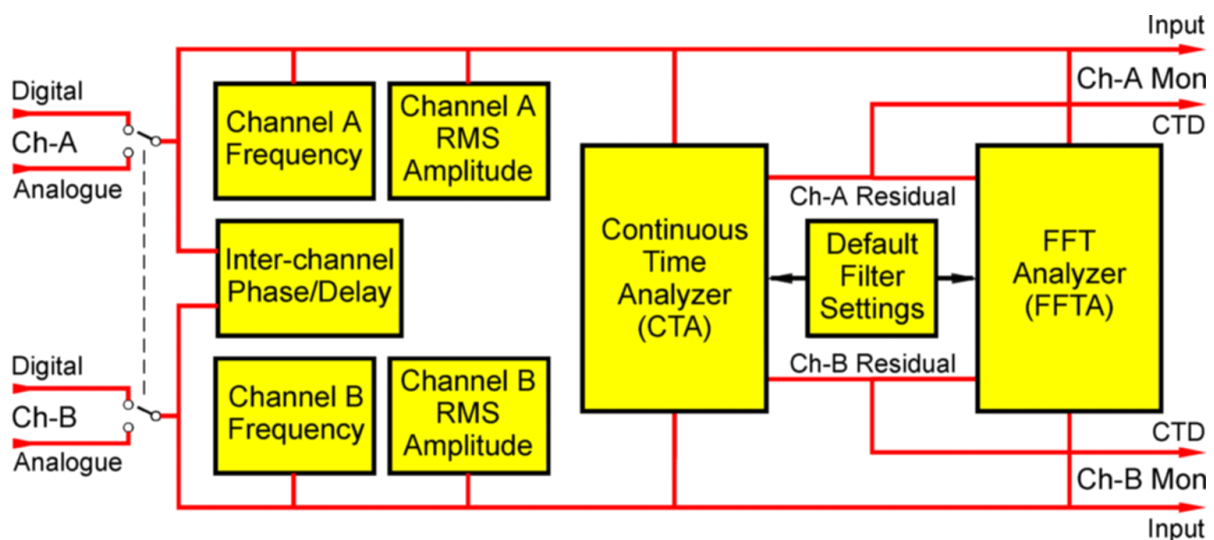 Input
Digital
Ch-A
Analogue
Channel A
Frequency
Channel A
RMS
Amplitude
Ch-A Mon
CTD
Ch-A Residual
Inter-channel
Phase/Delay
Continuous
Time
Analyzer
(CTA)
Default
Filter
Settings
FFT
Analyzer
(FFTA)
Ch-B Residual
Digital
Ch-B
Analogue
Channel B
Frequency
Channel B
RMS
Amplitude
CTD
Ch-B Mon
Input